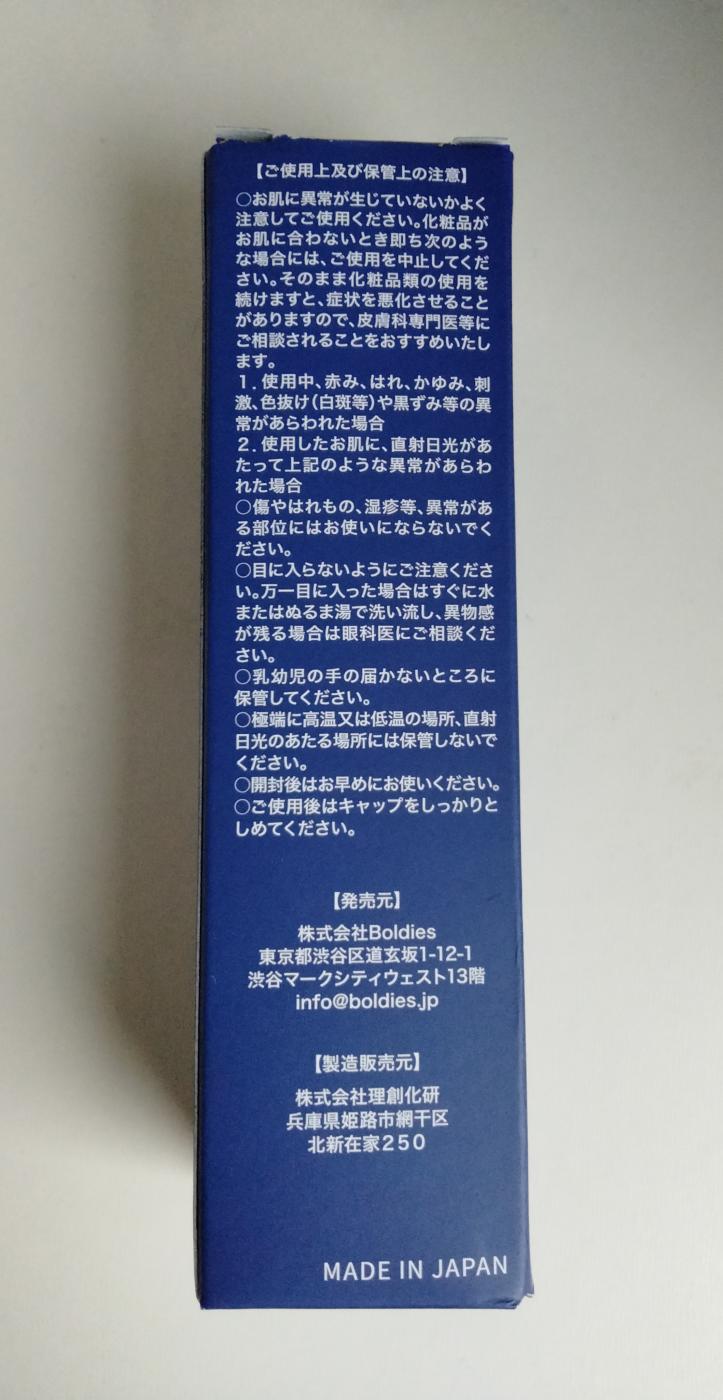 【ご使用上及び保管上の注意】
○お肌に異常が生じていないかよく
注意してご使用ください。化粧品が
お肌に合わないとき即ち次のよう
な場合には、ご使用を中止してくだ
さい。そのまま化粧品類の使用を
続けますと、症状を悪化させること
がありますので、皮膚科専門医等に
ご相談されることをおすすめいたし
ます。
1．使用中、赤み、はれ、かゆみ、刺
激、色抜け（白斑等）や黒ずみ等の異
常があらわれた場合
2．使用したお肌に、直射日光があ
たって上記のような異常があらわ
れた場合
○傷やはれもの、湿疹等、異常があ
る部位にはお使いにならないでく
ださい。
○目に入らないようにご注意くださ
い。万一目に入った場合はすぐに水
またはぬるま湯で洗い流し、異物感
が残る場合は眼科医にご相談くだ
さい。
○乳幼児の手の届かないところに
保管してください。
○極端に高温又は低温の場所、直射
日光のあたる場所には保管しないで
ください。
○開封後はお早めにお使いください。
○ご使用後はキャップをしっかりと
しめてください。
【発売元】
株式会社Boldies
東京都渋谷区道玄坂1-12-1
渋谷マークシティウェスト13階
info@boldies.jp
【製造販売元】
株式会社理創化研
兵庫県姫路市網干区
北新在家250
MADE IN JAPAN